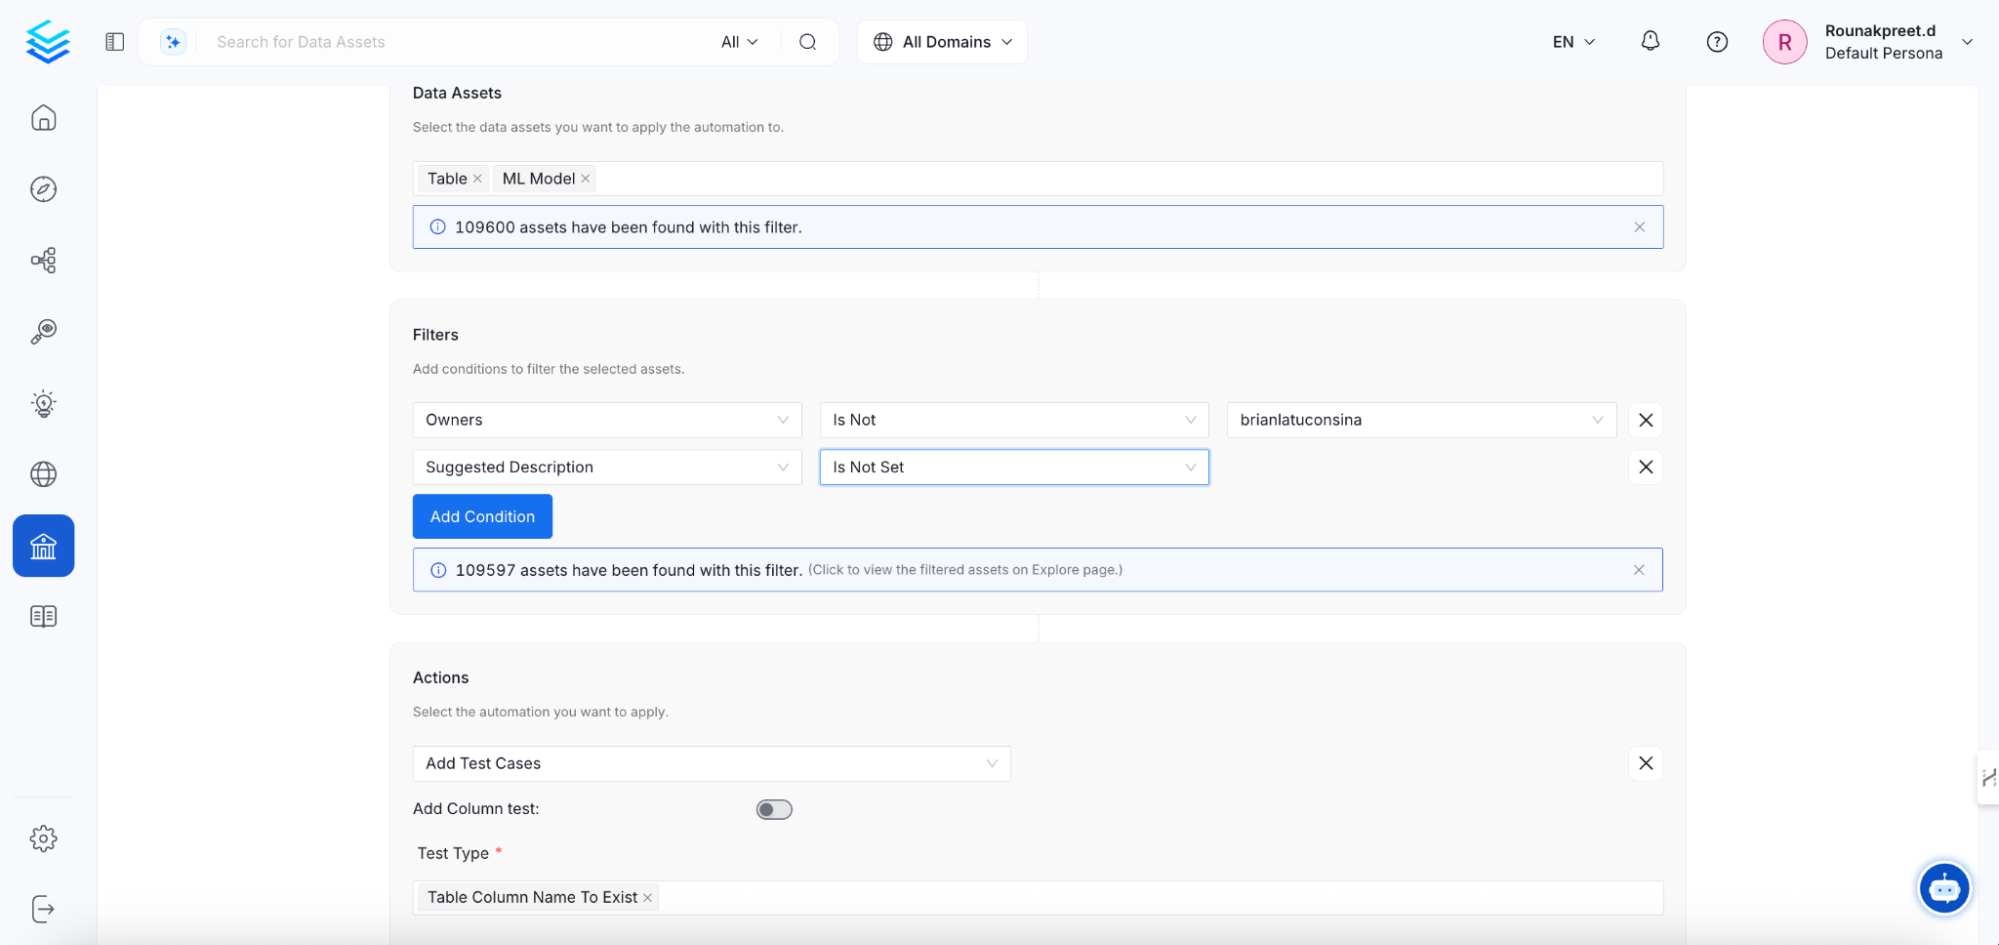 Search for Data Assets
All
All Domains
EN
R
Rounakpreet.d
Default Persona
Data Assets
Select the data assets you want to apply the automation to.
Table
ML Model
109600 assets have been found with this filter.
Filters
Add conditions to filter the selected assets.
Owners
Is Not
brianlatuconsina
Suggested Description
Is Not Set
Add Condition
109597 assets have been found with this filter. (Click to view the filtered assets on Explore page.)
Actions
Select the automation you want to apply.
Add Test Cases
Add Column test:
Test Type *
Table Column Name To Exist